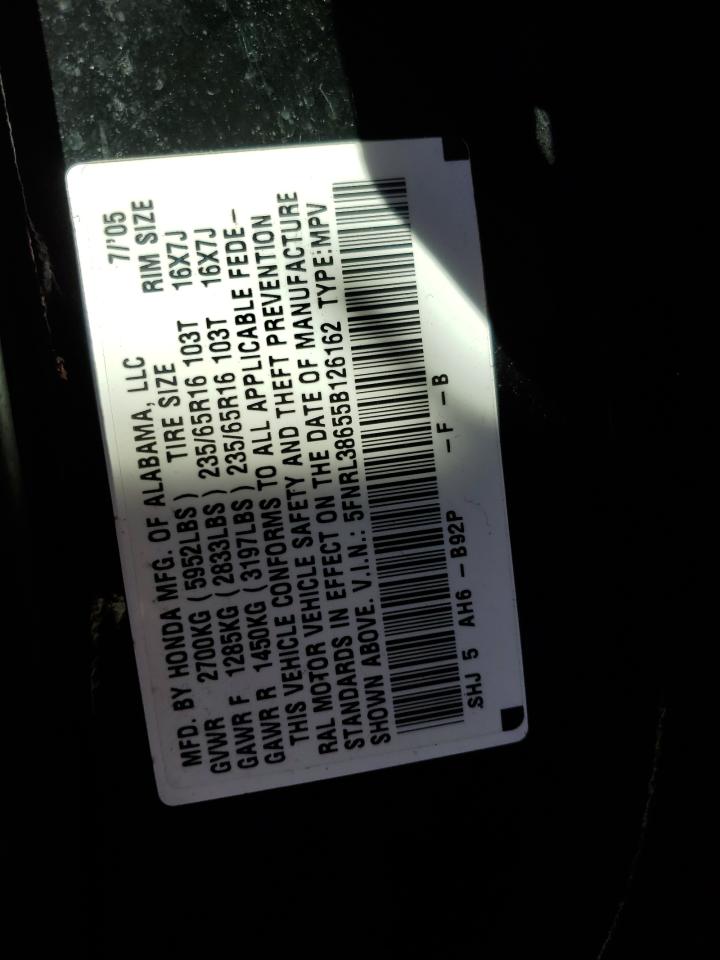 MFD. BY HONDA MFG. OF ALABAMA, LLC 7/'05
GVWR 2700KG (5952LBS) TIRE SIZE RIM SIZE
GAWR F 1285KG (2833LBS) 235/65R16 103T 16X7J
GAWR R 1450KG (3197LBS) 235/65R16 103T 16X7J
THIS VEHICLE CONFORMS TO ALL APPLICABLE FEDE-
RAL MOTOR VEHICLE SAFETY AND THEFT PREVENTION
STANDARDS IN EFFECT ON THE DATE OF MANUFACTURE
SHOWN ABOVE. V.I.N.: 5FNRL38655B126162 TYPE:MPV
SHJ 5 AH6 - B92P - F - B